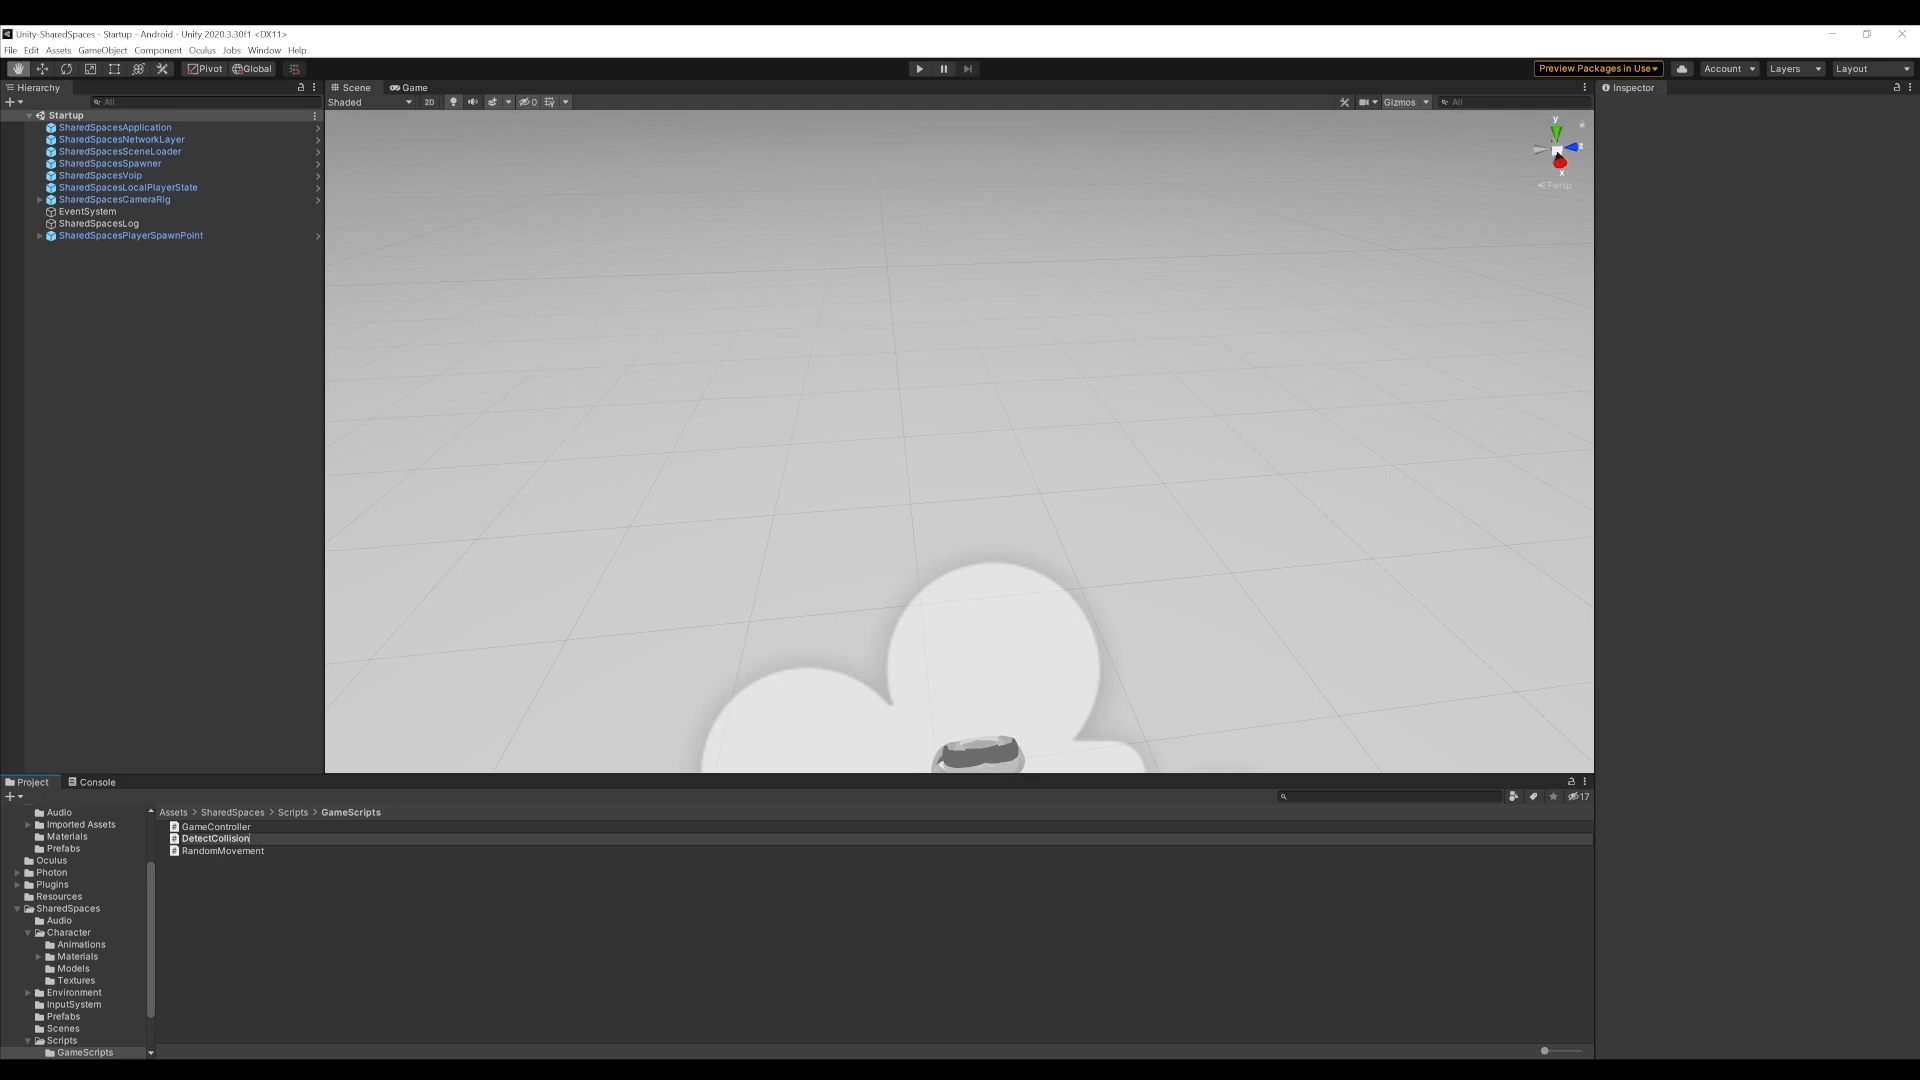 Unity-SharedSpaces - Startup - Android - Unity 2020.3.30f1 <DX11>
File Edit Assets GameObject Component Oculus Jobs Window Help
Pivot Global
Preview Packages in Use
Account
Layers
Layout
Hierarchy
All
Startup
SharedSpacesApplication
SharedSpacesNetworkLayer
SharedSpacesSceneLoader
SharedSpacesSpawner
SharedSpacesVoip
SharedSpacesLocalPlayerState
SharedSpacesCameraRig
EventSystem
SharedSpacesLog
SharedSpacesPlayerSpawnPoint
Scene Game
Shaded
2D
0
Gizmos
All
y
z
x
Persp
Inspector
Project Console
17
Audio
Imported Assets
Materials
Prefabs
Oculus
Photon
Plugins
Resources
SharedSpaces
Audio
Character
Animations
Materials
Models
Textures
Environment
InputSystem
Prefabs
Scenes
Scripts
GameScripts
Assets > SharedSpaces > Scripts > GameScripts
GameController
DetectCollision
RandomMovement